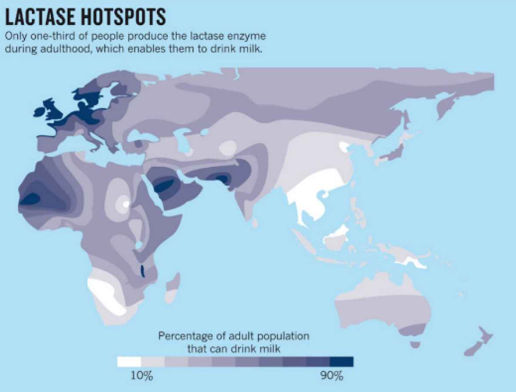 LACTASE HOTSPOTS
Only one-third of people produce the lactase enzyme
during adulthood, which enables them to drink milk.
Percentage of adult population
that can drink milk
10% 90%